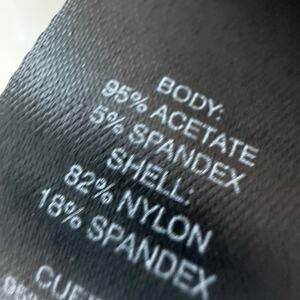 BODY:
95% ACETATE
5% SPANDEX
SHELL:
82% NYLON
18% SPANDEX